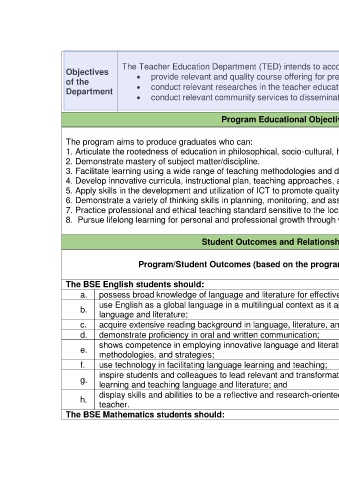 The Teacher Education Department (TED) intends to acco
Objectives of the Department
• provide relevant and quality course offering for pre
• conduct relevant researches in the teacher educat
• conduct relevant community services to disseminat
Program Educational Objectiv
The program aims to produce graduates who can:
1. Articulate the rootedness of education in philosophical, socio-cultural, h
2. Demonstrate mastery of subject matter/discipline.
3. Facilitate learning using a wide range of teaching methodologies and d
4. Develop innovative curricula, instructional plan, teaching approaches, a
5. Apply skills in the development and utilization of ICT to promote quality
6. Demonstrate a variety of thinking skills in planning, monitoring, and ass
7. Practice professional and ethical teaching standard sensitive to the loc
8. Pursue lifelong learning for personal and professional growth through
Student Outcomes and Relationsh
Program/Student Outcomes (based on the progra
The BSE English students should:
a. possess broad knowledge of language and literature for effective
b. use English as a global language in a multilingual context as it a
language and literature;
c. acquire extensive reading background in language, literature, an
d. demonstrate proficiency in oral and written communication;
e. shows competence in employing innovative language and literat
methodologies, and strategies;
f. use technology in facilitating language learning and teaching;
g. inspire students and colleagues to lead relevant and transformat
learning and teaching language and literature; and
h. display skills and abilities to be a reflective and research-oriente
teacher.
The BSE Mathematics students should: